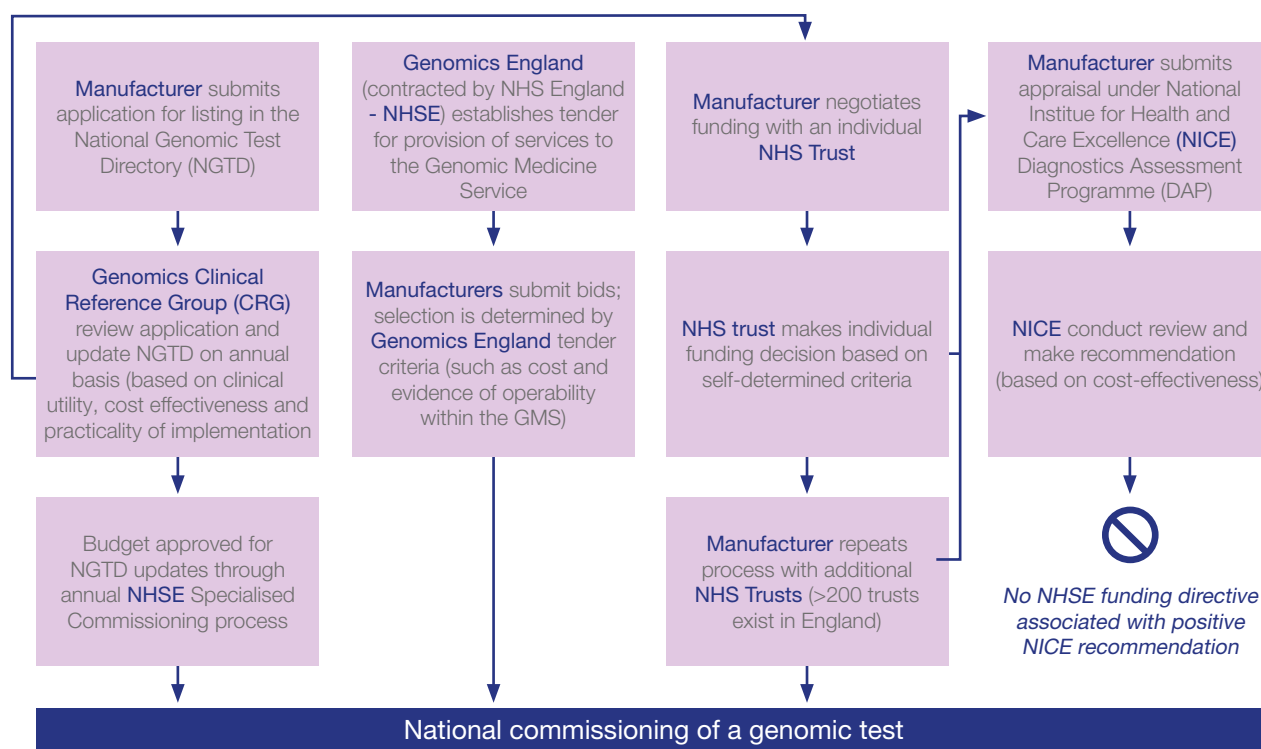 Manufacturer submits
application for listing in the
National Genomic Test
Directory (NGTD)
Genomics England
(contracted by NHS England
- NHSE) establishes tender
for provision of services to
the Genomic Medicine
Service
Manufacturer negotiates
funding with an individual
NHS Trust
Manufacturer submits
appraisal under National
Institue for Health and
Care Excellence (NICE)
Diagnostics Assessment
Programme (DAP)
Genomics Clinical
Reference Group (CRG)
review application and
update NGTD on annual
basis (based on clinical
utility, cost effectiveness and
practicality of implementation
Manufacturers submit bids;
selection is determined by
Genomics England tender
criteria (such as cost and
evidence of operability
within the GMS)
NHS trust makes individual
funding decision based on
self-determined criteria
NICE conduct review and
make recommendation
(based on cost-effectiveness)
Budget approved for
NGTD updates through
annual NHSE Specialised
Commissioning process
Manufacturer repeats
process with additional
NHS Trusts (>200 trusts
exist in England)
No NHSE funding directive
associated with positive
NICE recommendation
National commissioning of a genomic test